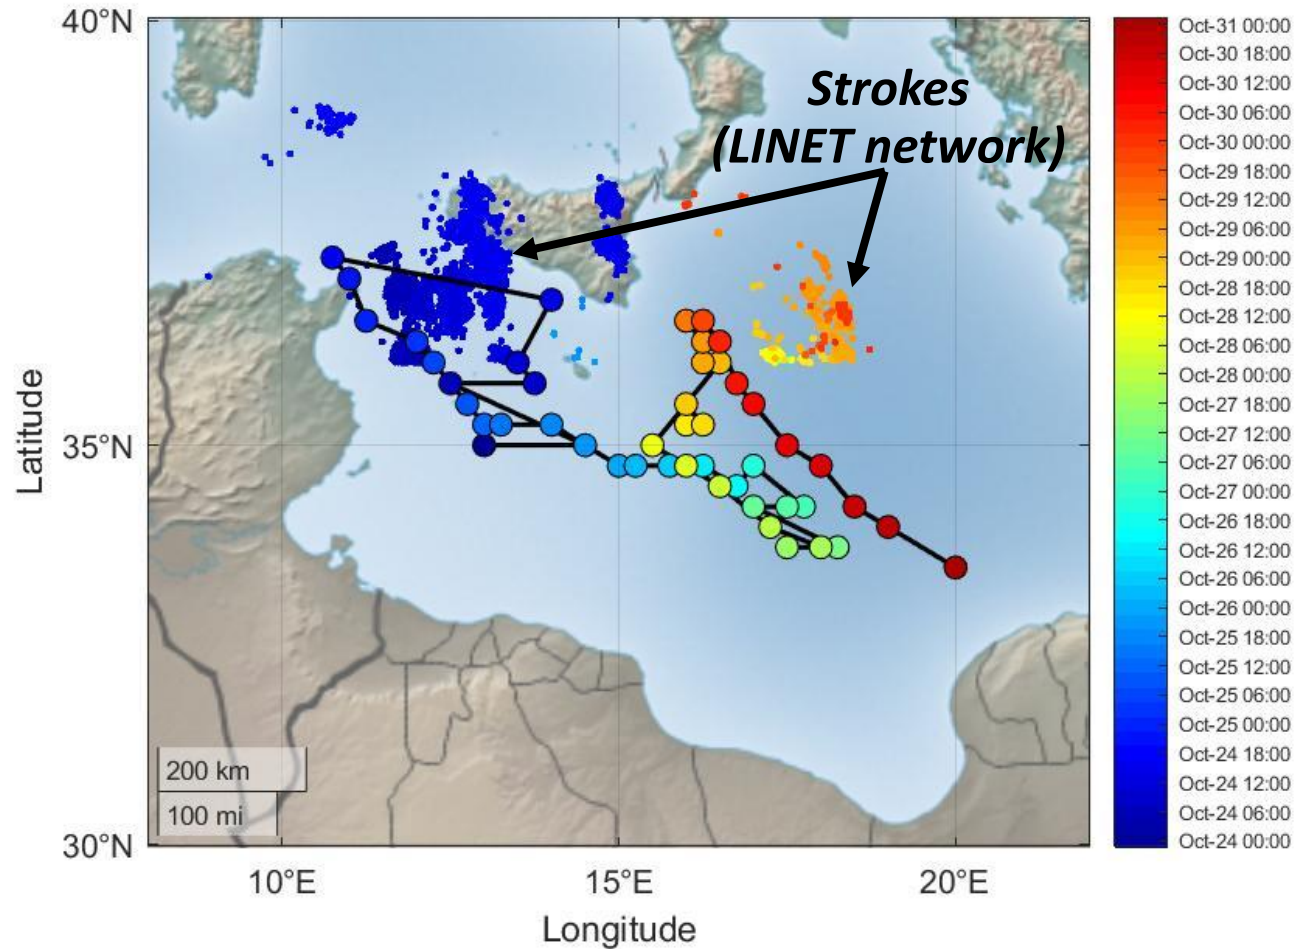 40°N
35°N
30°N
Latitude
10°E
15°E
20°E
Longitude
Strokes
(LINET network)
200 km
100 mi
Oct-31 00:00
Oct-30 18:00
Oct-30 12:00
Oct-30 06:00
Oct-30 00:00
Oct-29 18:00
Oct-29 12:00
Oct-29 06:00
Oct-29 00:00
Oct-28 18:00
Oct-28 12:00
Oct-28 06:00
Oct-28 00:00
Oct-27 18:00
Oct-27 12:00
Oct-27 06:00
Oct-27 00:00
Oct-26 18:00
Oct-26 12:00
Oct-26 06:00
Oct-26 00:00
Oct-25 18:00
Oct-25 12:00
Oct-25 06:00
Oct-25 00:00
Oct-24 18:00
Oct-24 12:00
Oct-24 06:00
Oct-24 00:00